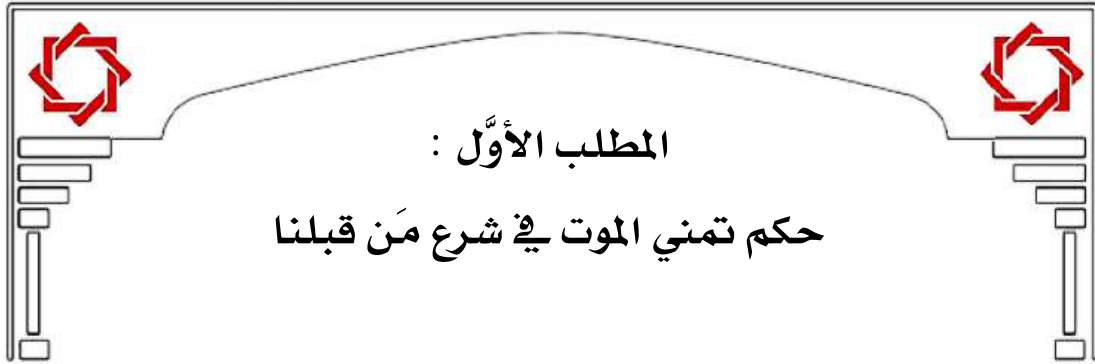 المطلب الأوَّل :
حكم تمني الموت في شرع مَن قبلنا